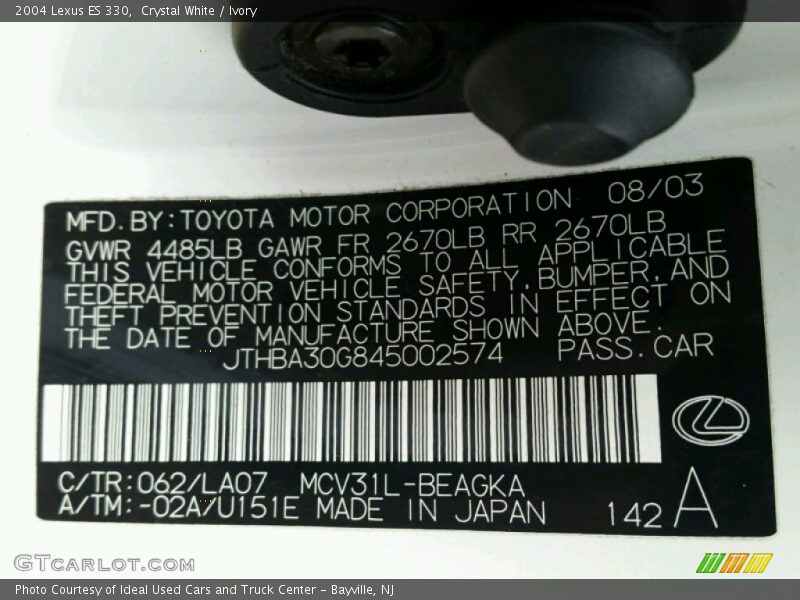 2004 Lexus ES 330,  Crystal White / Ivory
MFD. BY: TOYOTA MOTOR CORPORATION 08/03
GVWR 4485LB GAWR FR 2670LB RR 2670LB
THIS VEHICLE CONFORMS TO ALL APPLICABLE
FEDERAL MOTOR VEHICLE SAFETY, BUMPER, AND
THEFT PREVENTION STANDARDS IN EFFECT ON
THE DATE OF MANUFACTURE SHOWN ABOVE.
JTHBA30G845002574 PASS. CAR
C/TR: 062/LA07 MCV31L-BEAGKA
A/TM: -02A/U151E MADE IN JAPAN 142 A
GTcarlot.com
Photo Courtesy of Ideal Used Cars and Truck Center - Bayville, NJ